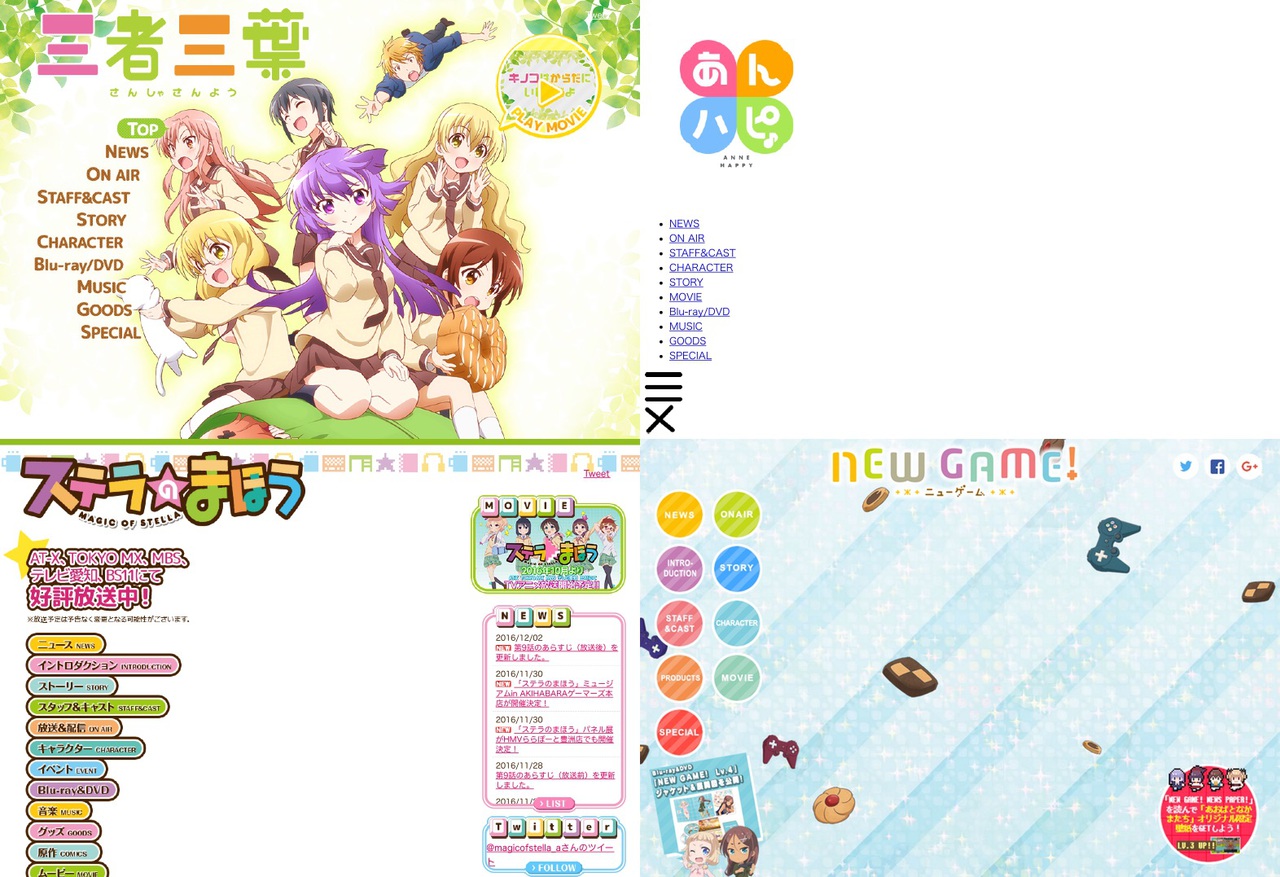 三者三葉
さんしゃさんよう
キノコはからだに
PLAY MOVIE
TOP
NEWS
ON AIR
STAFF&CAST
STORY
CHARACTER
Blu-ray/DVD
MUSIC
GOODS
SPECIAL
あん
ハピ♪
ANNE
HAPPY
NEWS
ON AIR
STAFF&CAST
CHARACTER
STORY
MOVIE
Blu-ray/DVD
MUSIC
GOODS
SPECIAL
ステラのまほう
MAGIC OF STELLA
Tweet
AT-X、TOKYO MX、MBS、
テレビ愛知、BS11にて
好評放送中!
※放送予定は予告なく変更となる可能性がございます。
ニュース NEWS
イントロダクション INTRODUCTION
ストーリー STORY
スタッフ&キャスト STAFF&CAST
放送&配信 ON AIR
キャラクター CHARACTER
イベント EVENT
Blu-ray&DVD
音楽 MUSIC
グッズ GOODS
原作 COMICS
ムービー MOVIE
MOVIE
ステラのまほう
2016年10月より
TVアニメ放送開始
NEWS
2016/12/02
NEW 第9話のあらすじ（放送後）を
更新しました。
2016/11/30
NEW 「ステラのまほう」ミュージ
アムin AKIHABARAゲーマーズ本
店が開催決定！
2016/11/30
NEW 「ステラのまほう」パネル展
がHMVららぽーと豊洲店でも開催
決定！
2016/11/28
第9話のあらすじ（放送前）を更新
しました。
LIST
Twitter
@magicofstella_aさんのツイー
ト
FOLLOW
NEW GAME!
ニューゲーム
NEWS
ONAIR
INTRO-
DUCTION
STORY
STAFF
&CAST
CHARACTER
PRODUCTS
MOVIE
SPECIAL
Blu-ray&DVD
「NEW GAME! Lv.4」
「NEW GAME! NEWS PAPER!」
を読んで「あおばとなか
またち」オリジナル限定
壁紙をGETしよう！
LV.3 UP!!